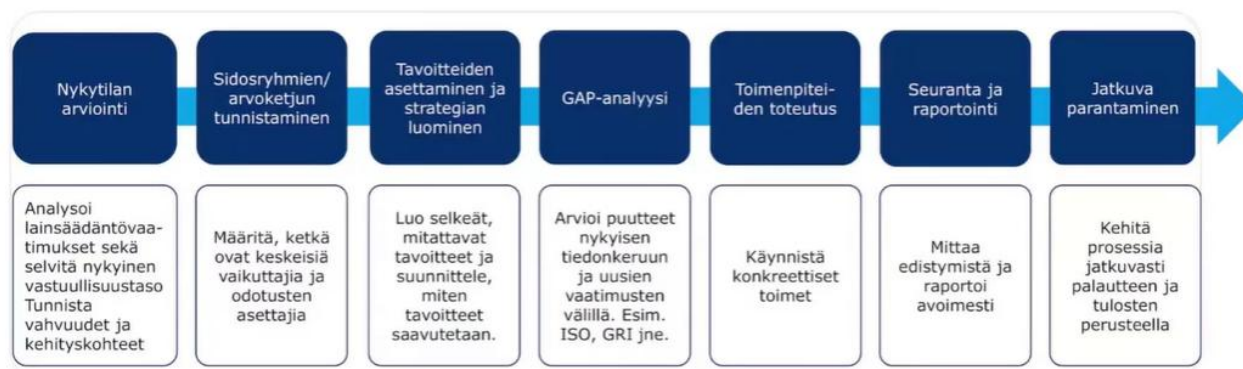 Nykytilan
arviointi
Sidosryhmien/
arvoketjun
tunnistaminen
Tavoitteiden
asettaminen ja
strategian
luominen
GAP-analyysi
Toimenpitei-
den toteutus
Seuranta ja
raportointi
Jatkuva
parantaminen
Analysoi
lainsäädäntövaa-
timukset sekä
selvitä nykyinen
vastuullisuustaso
Tunnista
vahvuudet ja
kehityskohteet
Määritä, ketkä
ovat keskeisiä
vaikuttajia ja
odotusten
asettajia
Luo selkeät,
mitattavat
tavoitteet ja
suunnittele,
miten
tavoitteet
saavutetaan.
Arvioi puutteet
nykyisen
tiedonkeruun
ja uusien
vaatimusten
välillä. Esim.
ISO, GRI jne.
Käynnistä
konkreettiset
toimet
Mittaa
edistymistä ja
raportoi
avoimesti
Kehitä
prosessia
jatkuvasti
palautteen ja
tulosten
perusteella